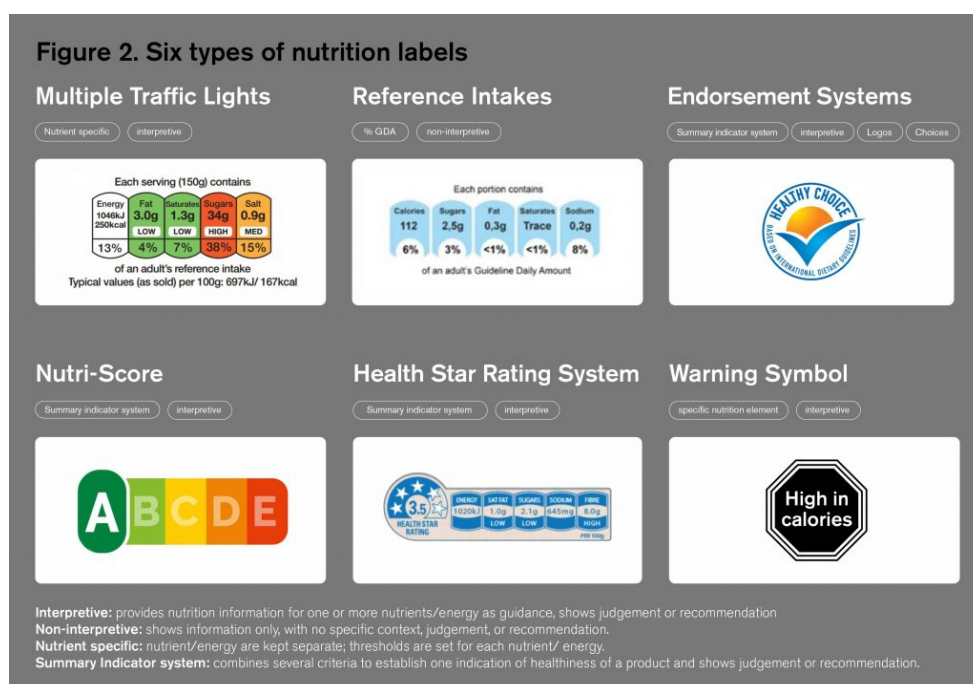 Figure 2. Six types of nutrition labels
Multiple Traffic Lights
Nutrient specific
interpretive
Each serving (150g) contains
Energy
1046kJ
250kcal
13%
Fat
3.0g
LOW
4%
Saturates
1.3g
LOW
7%
Sugars
34g
HIGH
38%
Salt
0.9g
MED
15%
of an adult's reference intake
Typical values (as sold) per 100g: 697kJ/ 167kcal
Reference Intakes
% GDA
non-interpretive
Each portion contains
Calories
112
6%
Sugars
2,5g
3%
Fat
0,3g
<1%
Saturates
Trace
<1%
Sodium
0,2g
8%
of an adult's Guideline Daily Amount
Endorsement Systems
Summary indicator system
interpretive
Logos
Choices
HEALTHY CHOICE
BASED ON INTERNATIONAL DIETARY GUIDELINES
Nutri-Score
Summary indicator system
interpretive
A B C D E
Health Star Rating System
Summary indicator system
interpretive
3.5
HEALTH STAR
RATING
ENERGY
1020kJ
SAT FAT
1.0g
LOW
SUGARS
2.1g
LOW
SODIUM
645mg
FIBRE
8.0g
HIGH
PER 100g
Warning Symbol
specific nutrition element
interpretive
High in
calories
Interpretive: provides nutrition information for one or more nutrients/energy as guidance, shows judgement or recommendation
Non-interpretive: shows information only, with no specific context, judgement, or recommendation.
Nutrient specific: nutrient/energy are kept separate; thresholds are set for each nutrient/ energy.
Summary Indicator system: combines several criteria to establish one indication of healthiness of a product and shows judgement or recommendation.